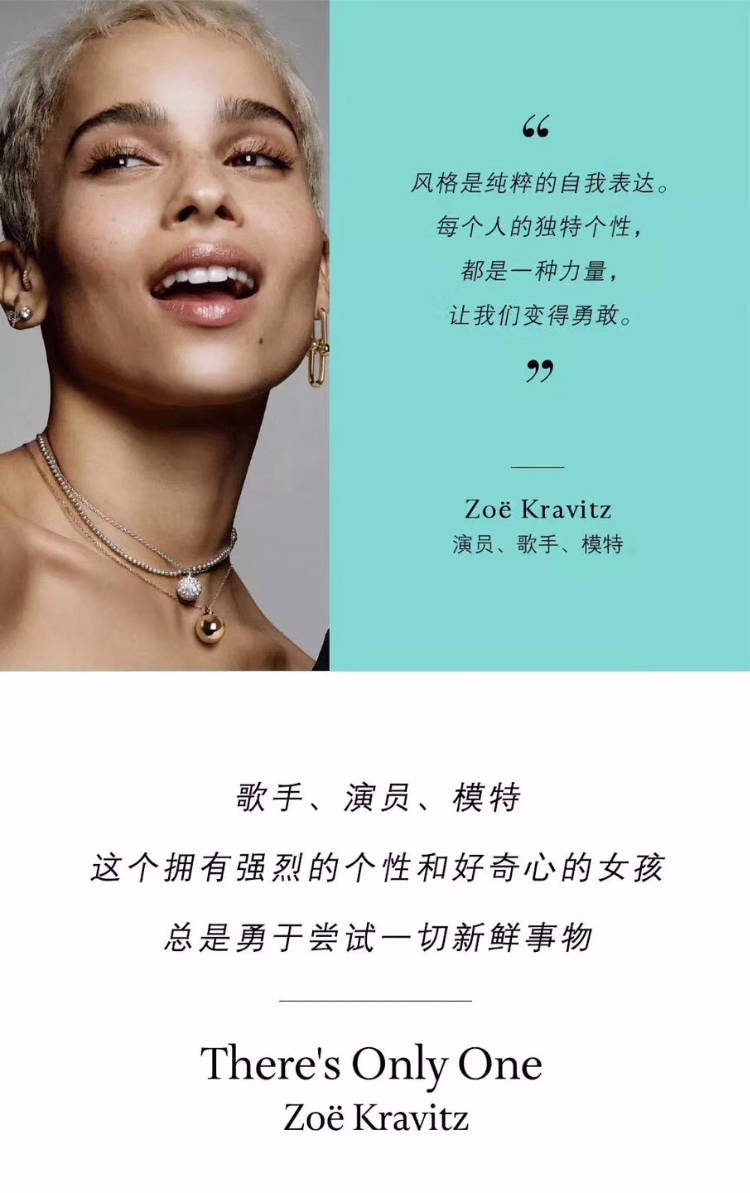 “
风格是纯粹的自我表达。
每个人的独特个性，
都是一种力量，
让我们变得勇敢。
”
Zoë Kravitz
演员、歌手、模特
歌手、演员、模特
这个拥有强烈的个性和好奇心的女孩
总是勇于尝试一切新鲜事物
There's Only One
Zoë Kravitz